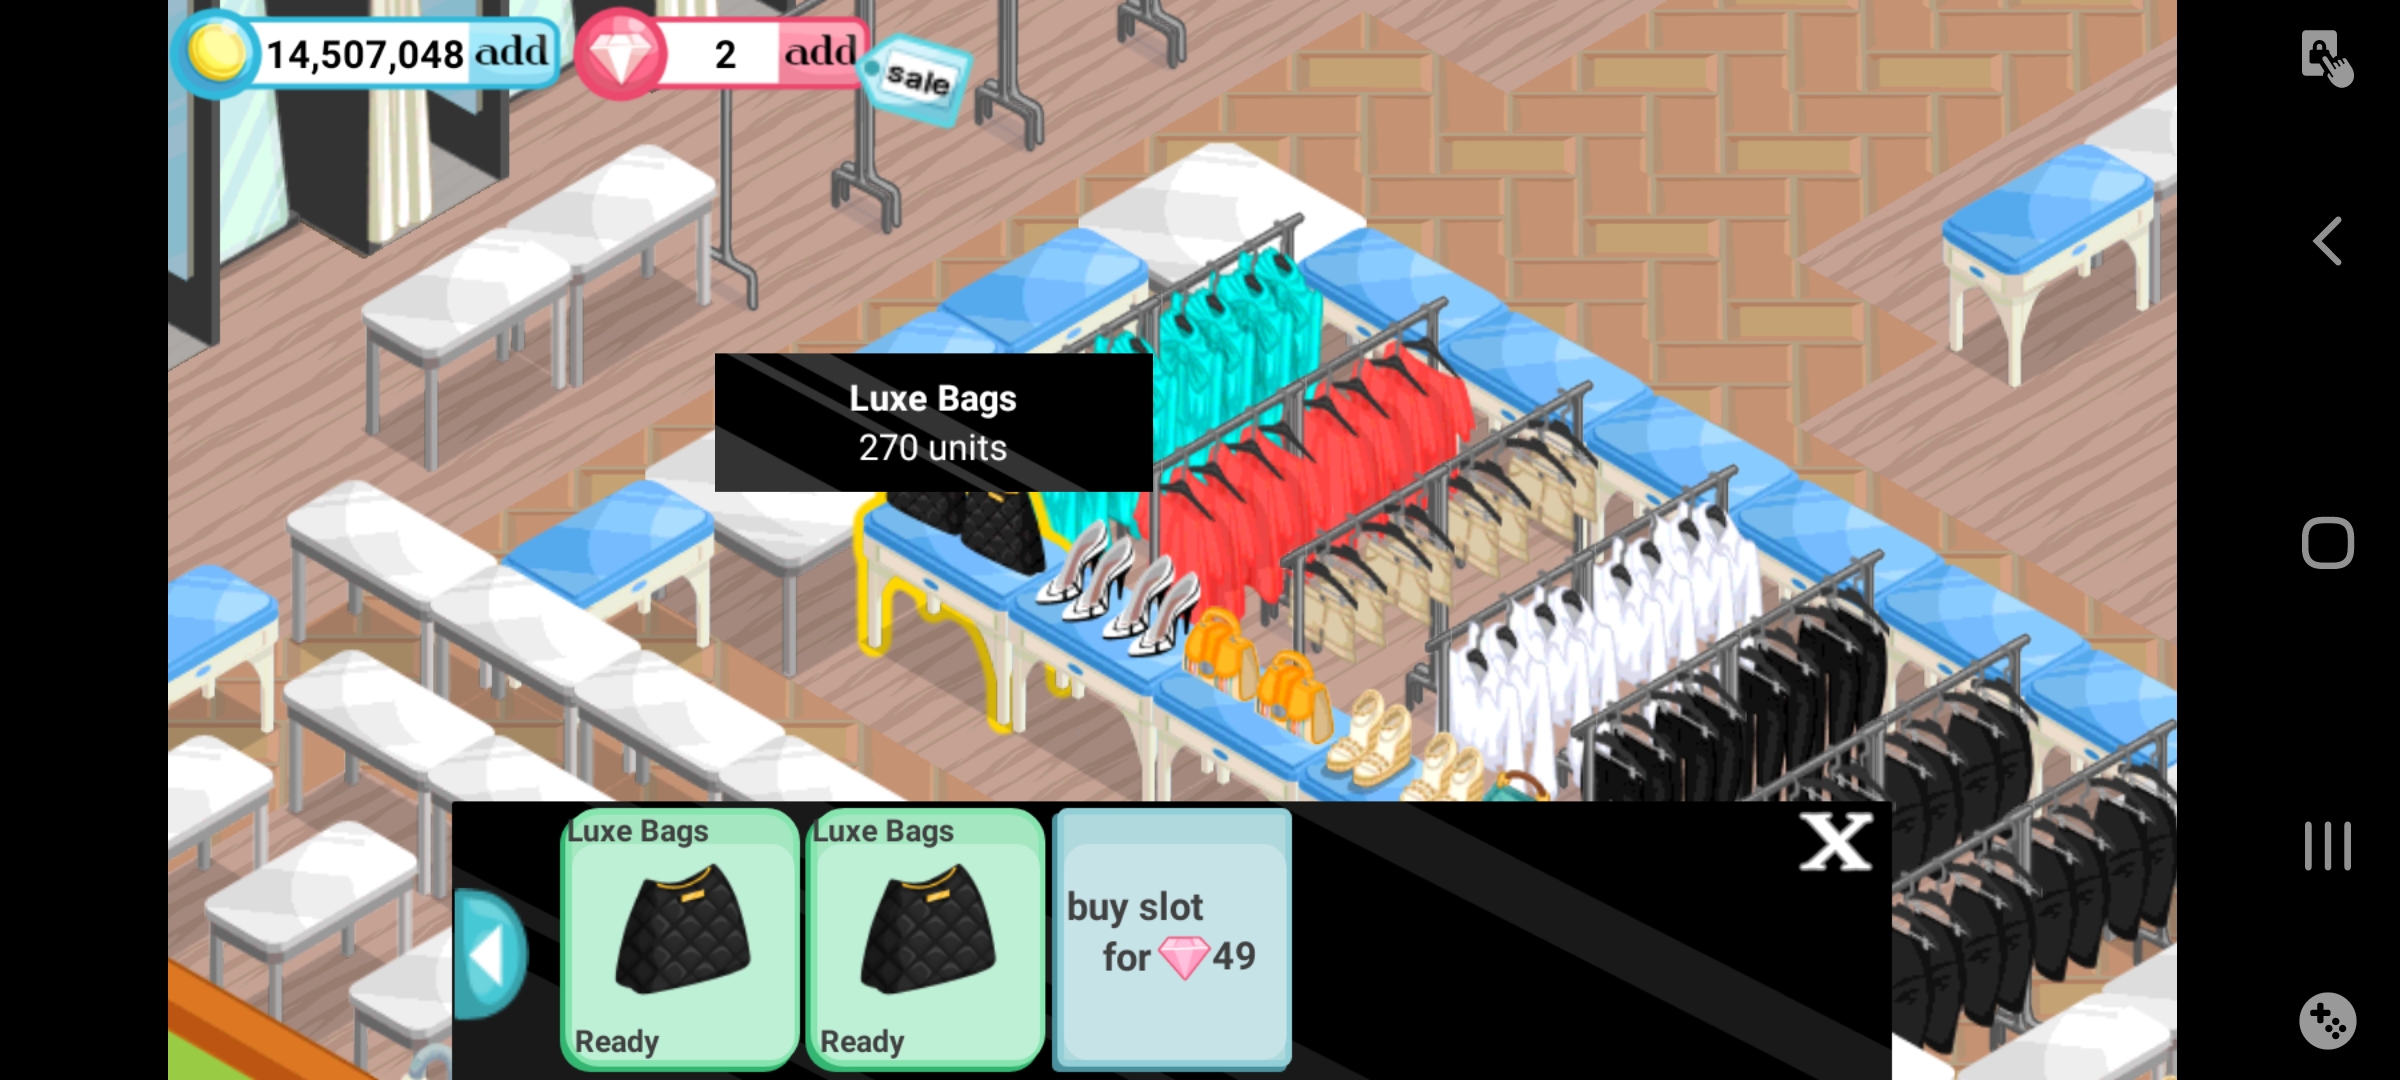 14,507,048 add
2 add
sale
Luxe Bags
270 units
Luxe Bags
Ready
Luxe Bags
Ready
buy slot
for 49
X